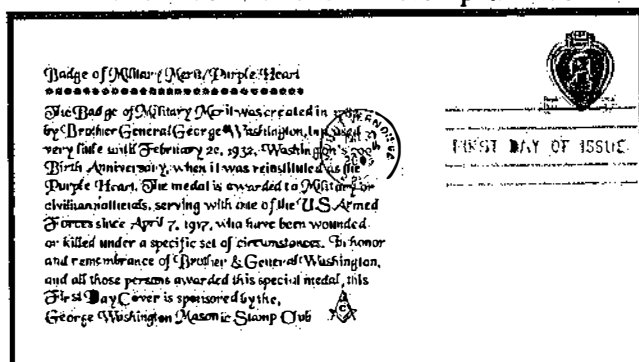 Badge of Military Merit/Purple Heart
The Badge of Military Merit was created in
by Brother General George Washington, but used
very little until February 22, 1932, Washington's 200th
Birth Anniversary, when it was reinstituted as the
Purple Heart. The medal is awarded to Military or
civilian nationals, serving with one of the U.S. Armed
Forces since April 7, 1917, who have been wounded
or killed under a specific set of circumstances. In honor
and remembrance of Brother & General Washington,
and all those persons awarded this special medal, this
First Day Cover is sponsored by the,
George Washington Masonic Stamp Club
FIRST DAY OF ISSUE